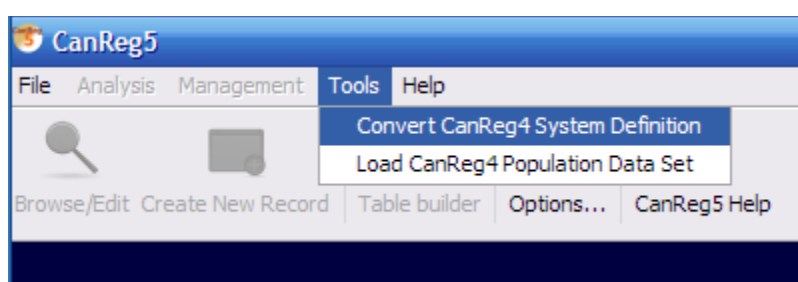 CanReg5
File Analysis Management Tools Help
Convert CanReg4 System Definition
Load CanReg4 Population Data Set
Browse/Edit Create New Record Table builder Options... CanReg5 Help